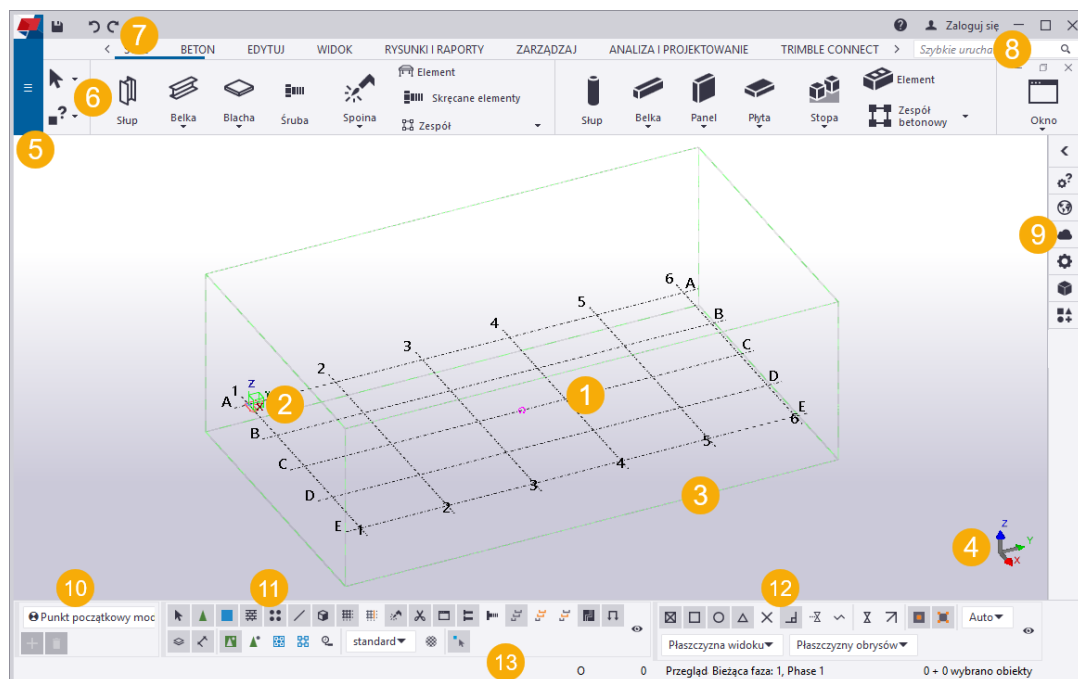 7
Zaloguj się
BETON EDYTUJ WIDOK RYSUNKI I RAPORTY ZARZĄDZAJ ANALIZA I PROJEKTOWANIE TRIMBLE CONNECT
8
6
Słup
Belka
Blacha
Śruba
Spoina
Element
Skręcane elementy
Zespół
Słup
Belka
Panel
Płyta
Stopa
Element
Zespół
betonowy
Okno
5
9
6 A
5 B
4 C
3 D
2 E
1 Z 6
A 2 1
B 5
C 4
D 3 3
E 1 2
4 Z Y X
10 11 12
Punkt początkowy moc
standard
Auto
Płaszczyzna widoku
Płaszczyzny obrysów
13
O 0 Przegląd Bieżąca faza: 1, Phase 1 0 + 0 wybrano obiekty